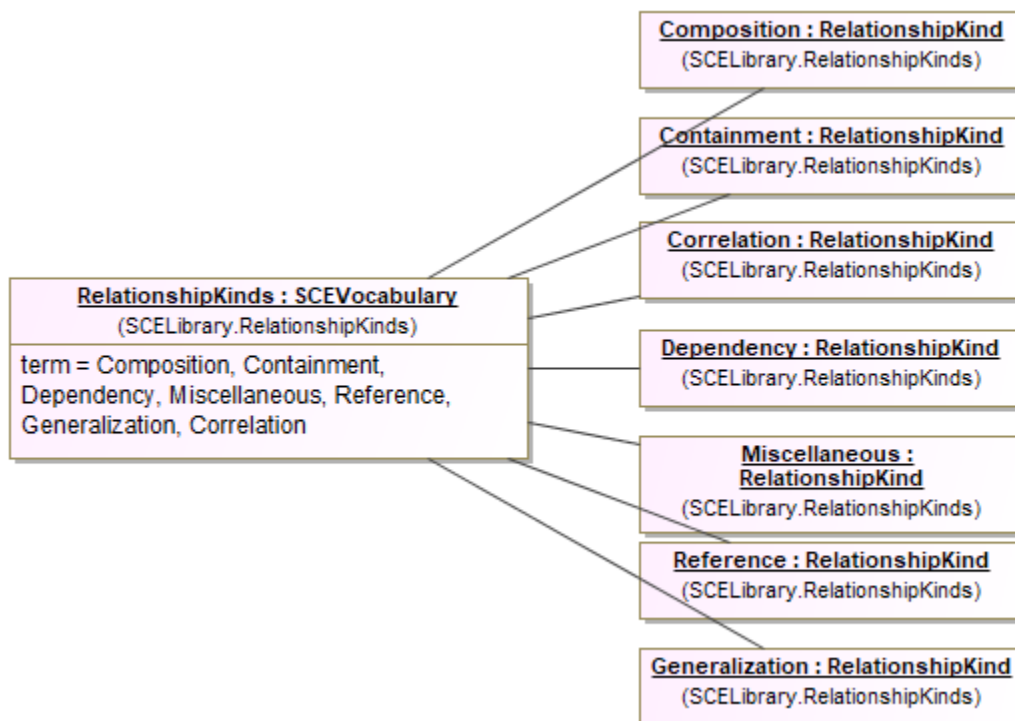 Composition : RelationshipKind
(SCELibrary.RelationshipKinds)
Containment : RelationshipKind
(SCELibrary.RelationshipKinds)
Correlation : RelationshipKind
(SCELibrary.RelationshipKinds)
RelationshipKinds : SCEVocabulary
(SCELibrary.RelationshipKinds)
term = Composition, Containment,
Dependency, Miscellaneous, Reference,
Generalization, Correlation
Dependency : RelationshipKind
(SCELibrary.RelationshipKinds)
Miscellaneous :
RelationshipKind
(SCELibrary.RelationshipKinds)
Reference : RelationshipKind
(SCELibrary.RelationshipKinds)
Generalization : RelationshipKind
(SCELibrary.RelationshipKinds)